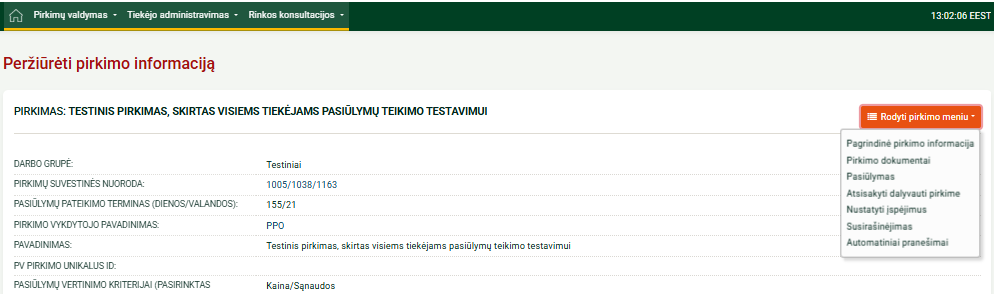 Pirkimų valdymas Tiekėjo administravimas Rinkos konsultacijos 13:02:06 EEST
Peržiūrėti pirkimo informaciją
PIRKIMAS: TESTINIS PIRKIMAS, SKIRTAS VISIEMS TIEKĖJAMS PASIŪLYMŲ TEIKIMO TESTAVIMUI
Rodyti pirkimo meniu
Pagrindinė pirkimo informacija
Pirkimo dokumentai
Pasiūlymas
Atsisakyti dalyvauti pirkime
Nustatyti įspėjimus
Susirašinėjimas
Automatiniai pranešimai
DARBO GRUPĖ: Testiniai
PIRKIMŲ SUVESTINĖS NUORODA: 1005/1038/1163
PASIŪLYMŲ PATEIKIMO TERMINAS (DIENOS/VALANDOS): 155/21
PIRKIMO VYKDYTOJO PAVADINIMAS: PPO
PAVADINIMAS: Testinis pirkimas, skirtas visiems tiekėjams pasiūlymų teikimo testavimui
PV PIRKIMO UNIKALUS ID:
PASIŪLYMŲ VERTINIMO KRITERIJAI (PASIRINKTAS Kaina/Sąnaudos